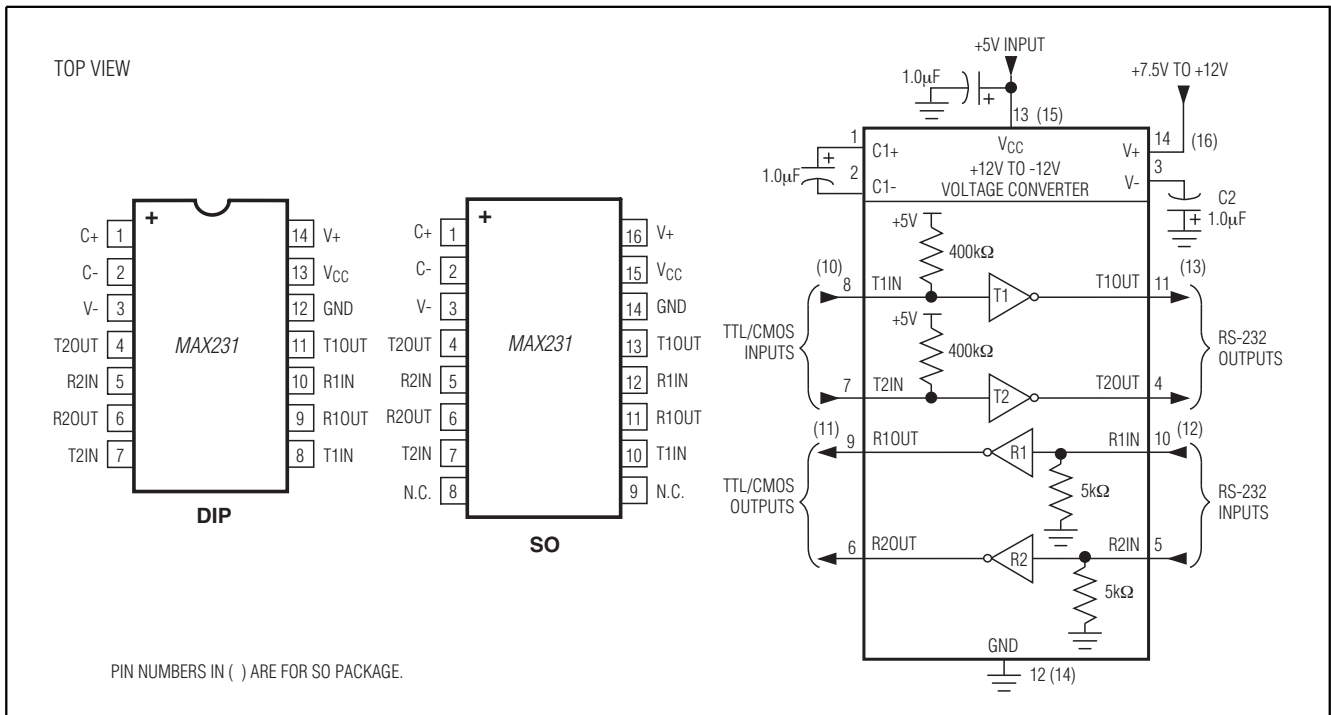 TOP VIEW
+
C+ 1
C- 2
V- 3
T2OUT 4
R2IN 5
R2OUT 6
T2IN 7
MAX231
14 V+
13 VCC
12 GND
11 T1OUT
10 R1IN
9 R1OUT
8 T1IN
DIP
+
C+ 1
C- 2
V- 3
T2OUT 4
R2IN 5
R2OUT 6
T2IN 7
N.C. 8
MAX231
16 V+
15 VCC
14 GND
13 T1OUT
12 R1IN
11 R1OUT
10 T1IN
9 N.C.
SO
PIN NUMBERS IN ( ) ARE FOR SO PACKAGE.
+5V INPUT
1.0µF
+
+7.5V TO +12V
13 (15)
1
C1+
VCC
V+
14
(16)
1.0µF
+
2
C1-
+12V TO -12V
VOLTAGE CONVERTER
V-
3
C2
+ 1.0µF
+5V
400kΩ
(10)
8
T1IN
T1
T1OUT
11
(13)
TTL/CMOS
INPUTS
+5V
400kΩ
RS-232
OUTPUTS
7
T2IN
T2
T2OUT
4
(11)
9
R1OUT
R1
R1IN
10
(12)
TTL/CMOS
OUTPUTS
5kΩ
RS-232
INPUTS
6
R2OUT
R2
R2IN
5
5kΩ
GND
12 (14)